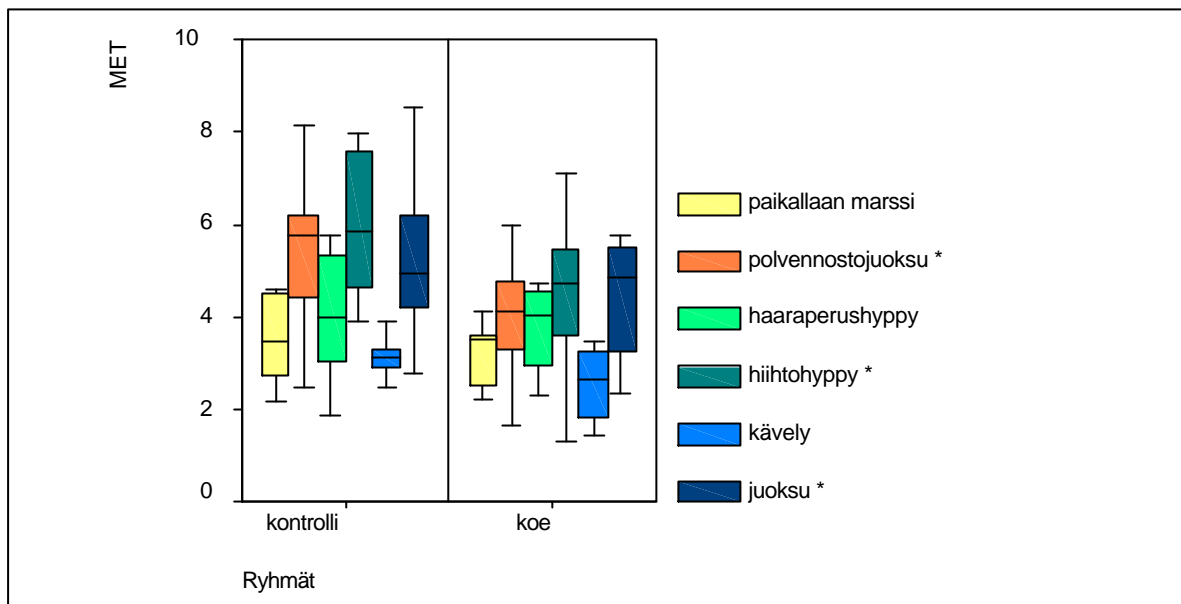 MET
10
8
6
4
2
0
kontrolli
koe
Ryhmät
paikallaan marssi
polvennostojuoksu *
haaraperushyppy
hiihtohyppy *
kävely
juoksu *